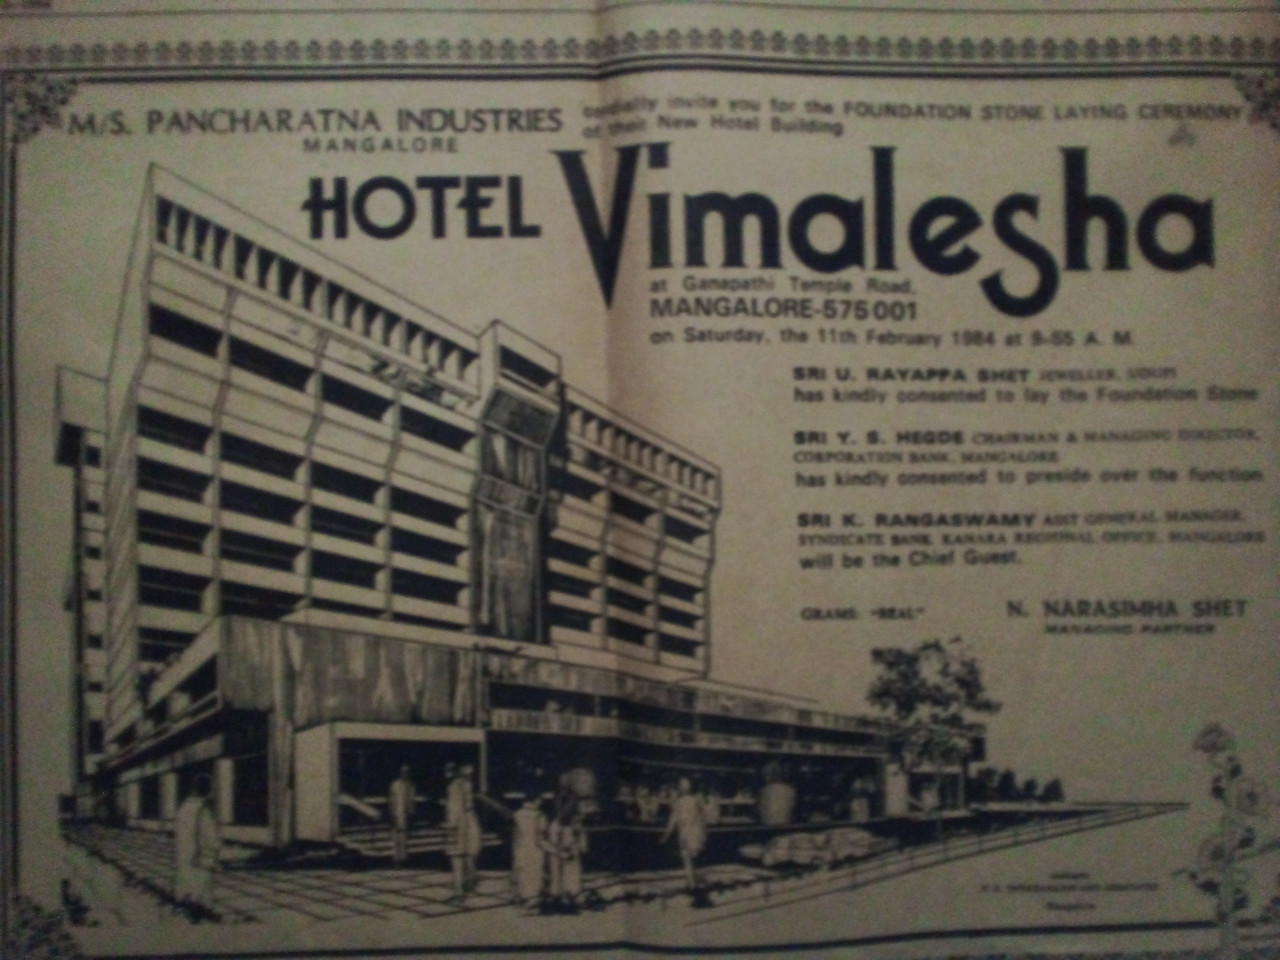 M/S. PANCHARATNA INDUSTRIES cordially invite you for the FOUNDATION STONE LAYING CEREMONY
MANGALORE
of their New Hotel Building
HOTEL Vimalesha
at Ganapathi Temple Road,
MANGALORE-575 001
on Saturday, the 11th February 1984 at 9-55 A. M.
SRI U. RAYAPPA SHET JEWELLER, UDUPI
has kindly consented to lay the Foundation Stone
SRI Y. S. HEGDE CHAIRMAN & MANAGING DIRECTOR,
CORPORATION BANK, MANGALORE
has kindly consented to preside over the function
SRI K. RANGASWAMY ASST GENERAL MANAGER,
SYNDICATE BANK KANARA REGIONAL OFFICE, MANGALORE
will be the Chief Guest.
GRAMS: "REAL"
N. NARASIMHA SHET
MANAGING PARTNER